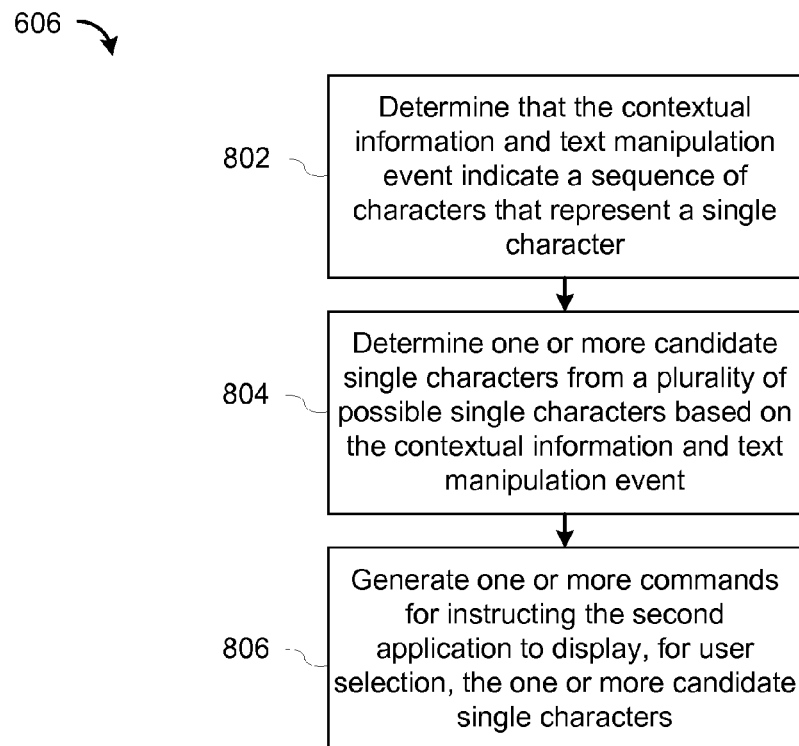 606
802
Determine that the contextual
information and text manipulation
event indicate a sequence of
characters that represent a single
character
804
Determine one or more candidate
single characters from a plurality of
possible single characters based on
the contextual information and text
manipulation event
806
Generate one or more commands
for instructing the second
application to display, for user
selection, the one or more candidate
single characters